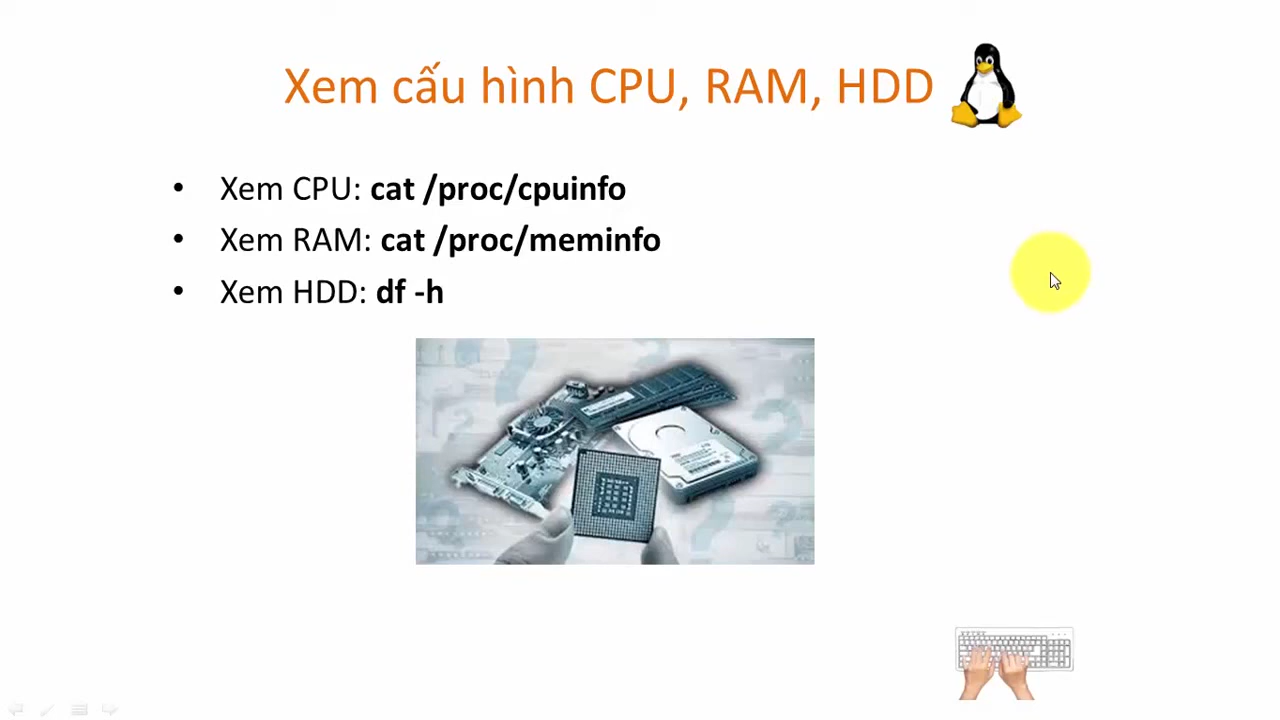 Xem cấu hình CPU, RAM, HDD
• Xem CPU: cat /proc/cpuinfo
• Xem RAM: cat /proc/meminfo
• Xem HDD: df -h